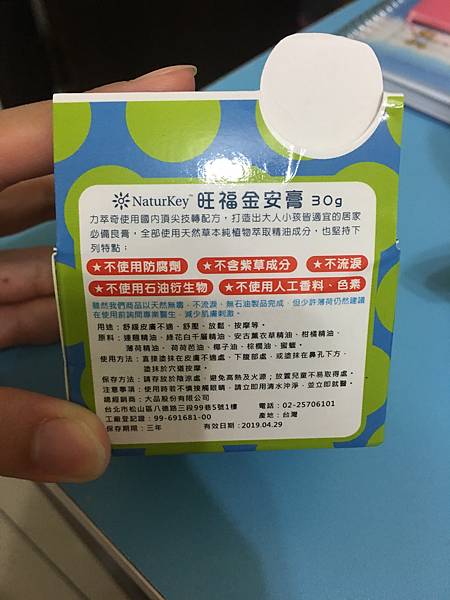 NaturKey™ 旺福金安膏 30g
力萃奇使用國內頂尖技轉配方，打造出大人小孩皆適宜的居家
必備良膏，全部使用天然草本純植物萃取精油成分，也堅持下
列特點：
★不使用防腐劑 ★不含紫草成分 ★不流淚
★不使用石油衍生物 ★不使用人工香料、色素
雖然我們商品以天然無毒、不流淚、無石油製品完成，但少許薄荷仍然建議
在使用前詢問專業醫生，減少肌膚刺激。
用途：舒緩皮膚不適、舒壓、放鬆、按摩等。
原料：連翹精油、綠花白千層精油、安古薰衣草精油、柑橘精油、
薄荷精油、荷荷芭油、椰子油、棕櫚油、蜜蠟。
使用方法：直接塗抹在皮膚不適處、下腹部處、或塗抹在鼻孔下方、
塗抹於穴道按摩。
保存方法：請存放於陰涼處，避免高熱及火源；放置兒童不易取得處。
注意事項：使用時若不慎接觸眼睛，請立即用清水沖淨，並立即就醫。
總經銷商：大品股份有限公司 電話：02-25706101
台北市松山區八德路三段99巷5號1樓 產地：台灣
工廠登記證：99-691681-00
保存期限：三年 有效日期：2019.04.29